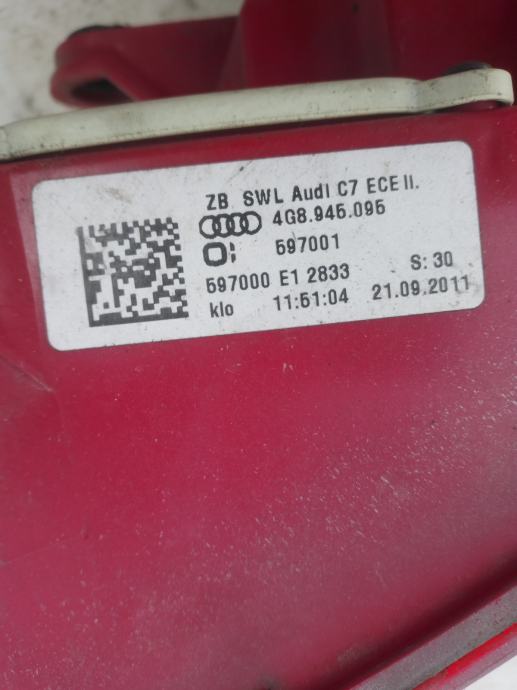 ZB SWL Audi C7 ECE II.
4G8.945.095
597001
597000 E1 2833 S: 30
klo 11:51:04 21.09.2011